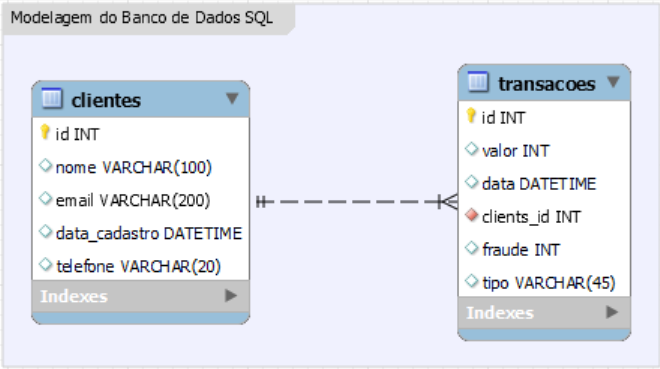 Modelagem do Banco de Dados SQL
clientes
id INT
nome VARCHAR(100)
email VARCHAR(200)
data_cadastro DATETIME
telefone VARCHAR(20)
Indexes
transacoes
id INT
valor INT
data DATETIME
clients_id INT
fraude INT
tipo VARCHAR(45)
Indexes